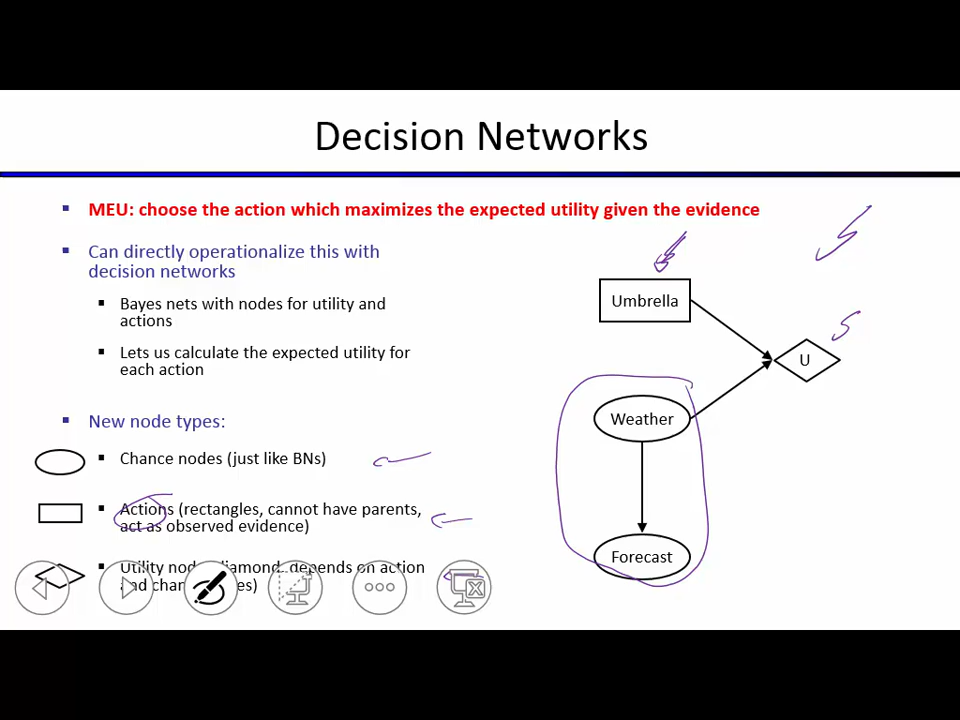 Decision Networks
MEU: choose the action which maximizes the expected utility given the evidence
Can directly operationalize this with
decision networks
Bayes nets with nodes for utility and
actions
Lets us calculate the expected utility for
each action
New node types:
Chance nodes (just like BNs)
Actions (rectangles, cannot have parents,
act as observed evidence)
Utility diamond, depends on action
Umbrella
U
Weather
Forecast